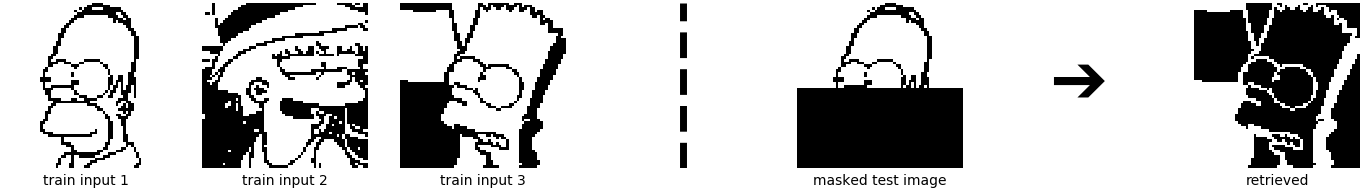 train input 1
train input 2
train input 3
masked test image
retrieved